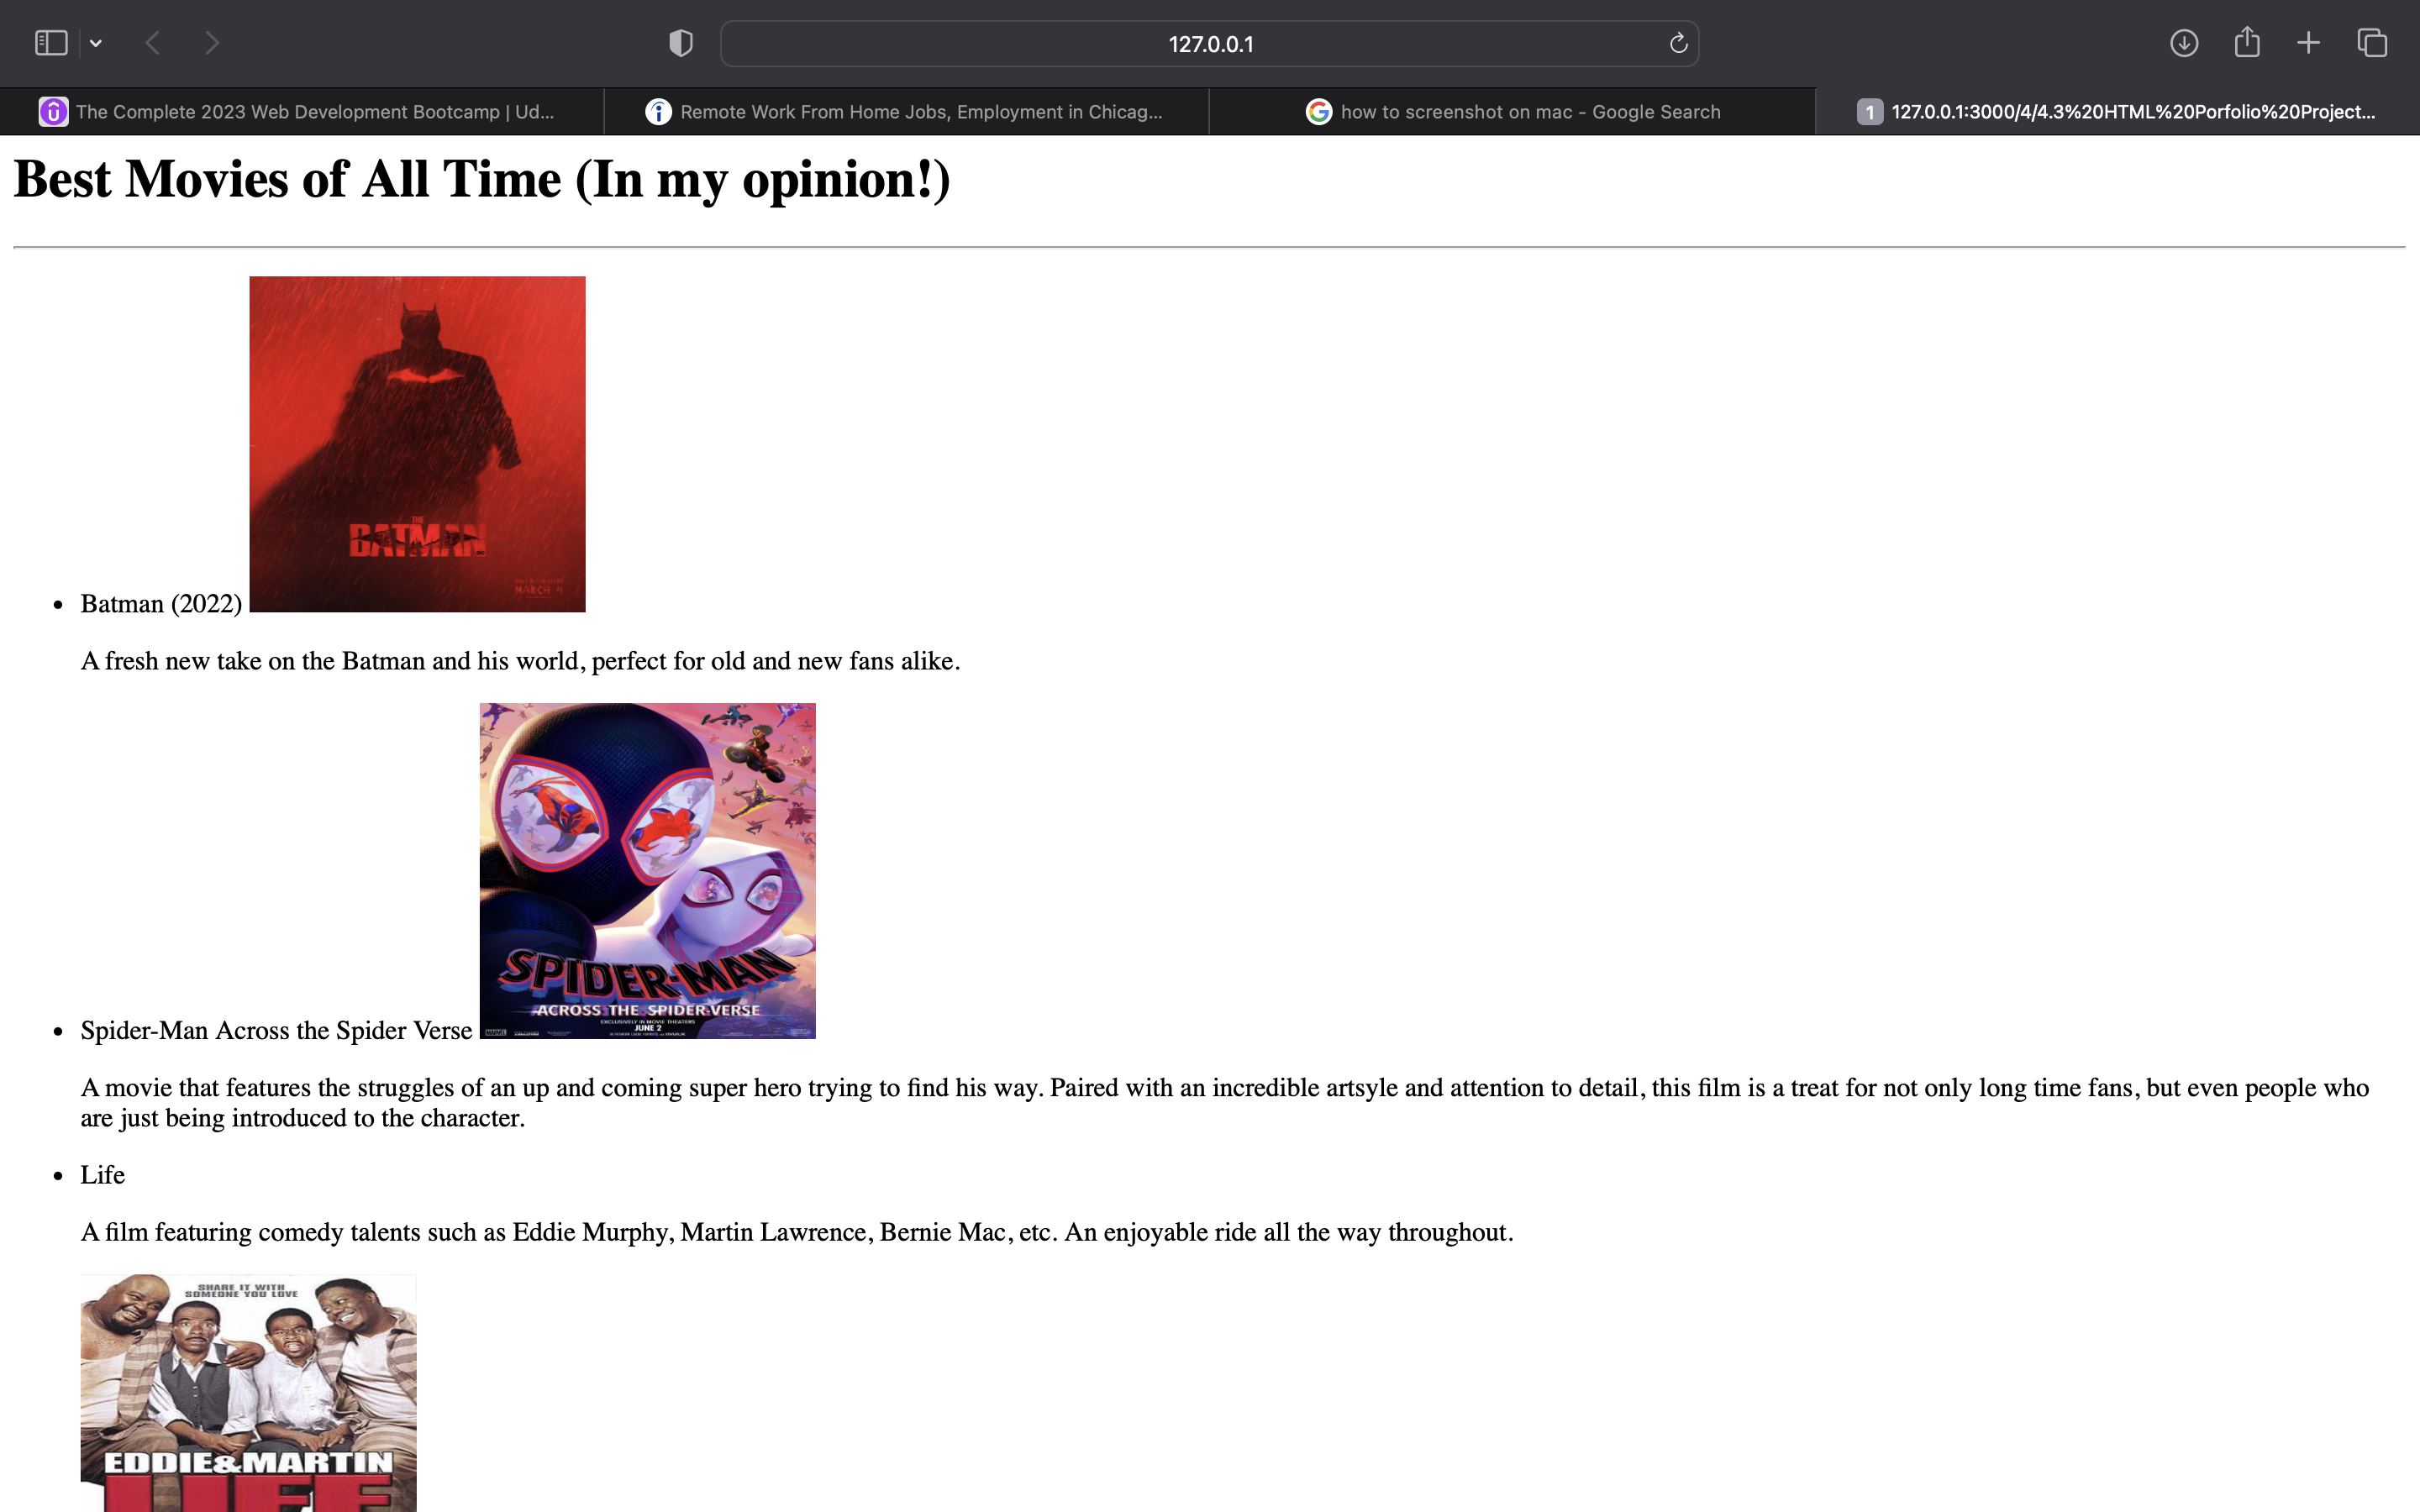 127.0.0.1
The Complete 2023 Web Development Bootcamp | Ud...
Remote Work From Home Jobs, Employment in Chicag...
how to screenshot on mac - Google Search
1 127.0.0.1:3000/4/4.3%20HTML%20Porfolio%20Project...
Best Movies of All Time (In my opinion!)
THE
BATMAN
MARCH 4
Batman (2022)
A fresh new take on the Batman and his world, perfect for old and new fans alike.
SPIDER-MAN
ACROSS THE SPIDER-VERSE
EXCLUSIVELY IN MOVIE THEATERS
JUNE 2
Spider-Man Across the Spider Verse
A movie that features the struggles of an up and coming super hero trying to find his way. Paired with an incredible artsyle and attention to detail, this film is a treat for not only long time fans, but even people who
are just being introduced to the character.
Life
A film featuring comedy talents such as Eddie Murphy, Martin Lawrence, Bernie Mac, etc. An enjoyable ride all the way throughout.
SHARE IT WITH
SOMEONE YOU LOVE
EDDIE&MARTIN
LIFE